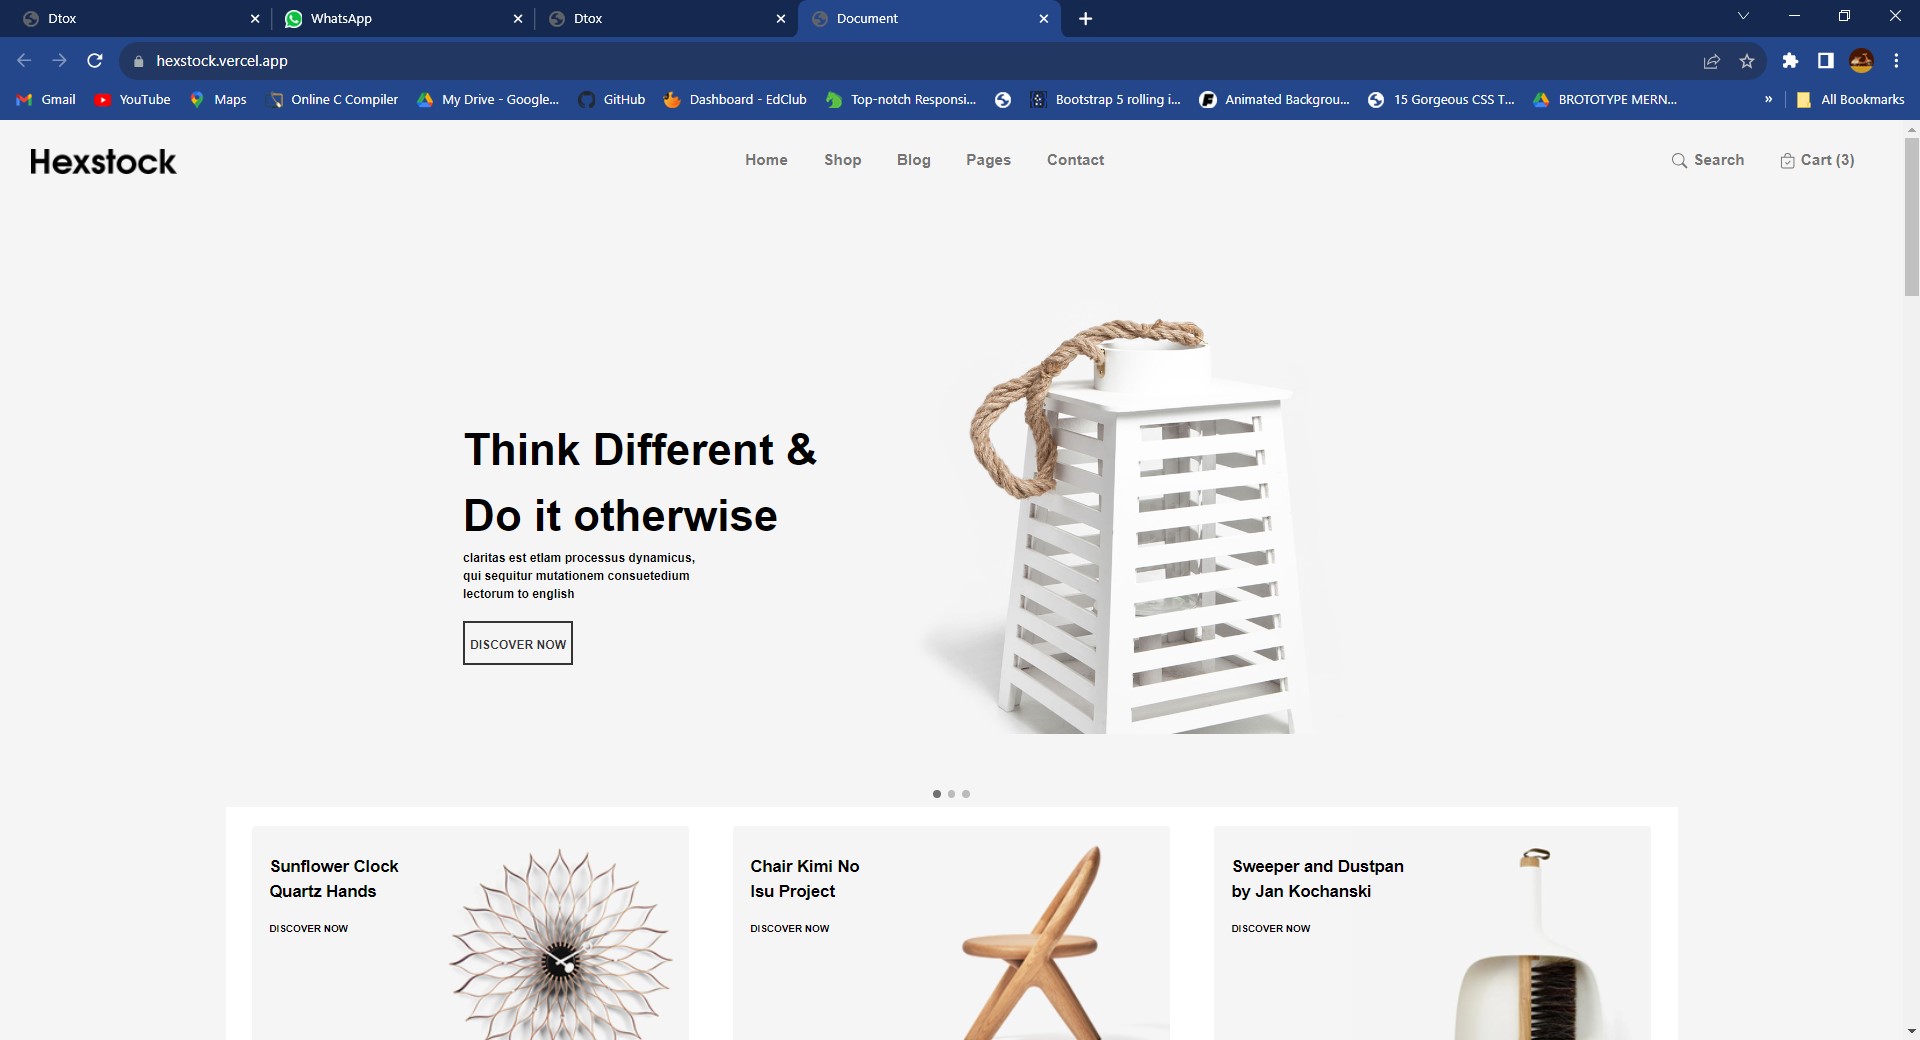 Dtox
WhatsApp
Dtox
Document
hexstock.vercel.app
Gmail
YouTube
Maps
Online C Compiler
My Drive - Google...
GitHub
Dashboard - EdClub
Top-notch Responsi...
Bootstrap 5 rolling i...
Animated Backgrou...
15 Gorgeous CSS T...
BROTOTYPE MERN...
»
All Bookmarks
Hexstock
Home
Shop
Blog
Pages
Contact
Search
Cart (3)
Think Different &
Do it otherwise
claritas est etlam processus dynamicus,
qui sequitur mutationem consuetedium
lectorum to english
DISCOVER NOW
Sunflower Clock
Quartz Hands
DISCOVER NOW
Chair Kimi No
Isu Project
DISCOVER NOW
Sweeper and Dustpan
by Jan Kochanski
DISCOVER NOW